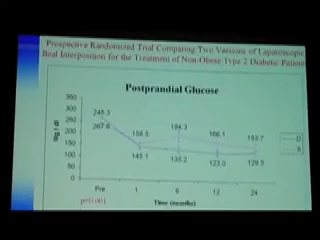 Prospective Randomized Trial Comparing Two Versions of Laparoscopic
Ileal Interposition for the Treatment of Non-Obese Type 2 Diabetic Patients
Postprandial Glucose
Mg / dl
350
300
250
200
150
100
50
0
245.3
267.6
156.5
184.3
166.1
153.7
145.1
135.2
123.0
129.5
Pre
1
6
12
24
Time (months)
D
S
p<0.001